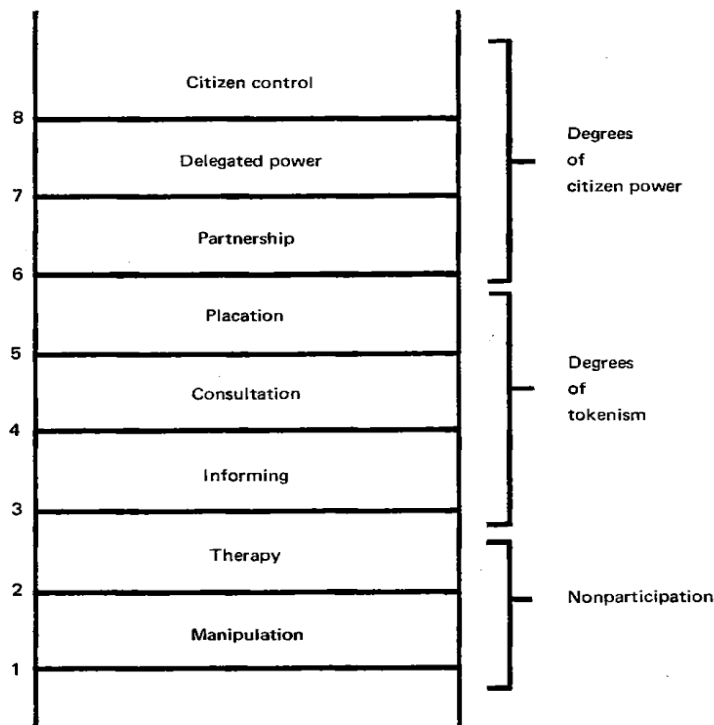 Citizen control
8
Delegated power
7
Partnership
6
Placation
5
Consultation
4
Informing
3
Therapy
2
Manipulation
1
Degrees
of
citizen power
Degrees
of
tokenism
Nonparticipation